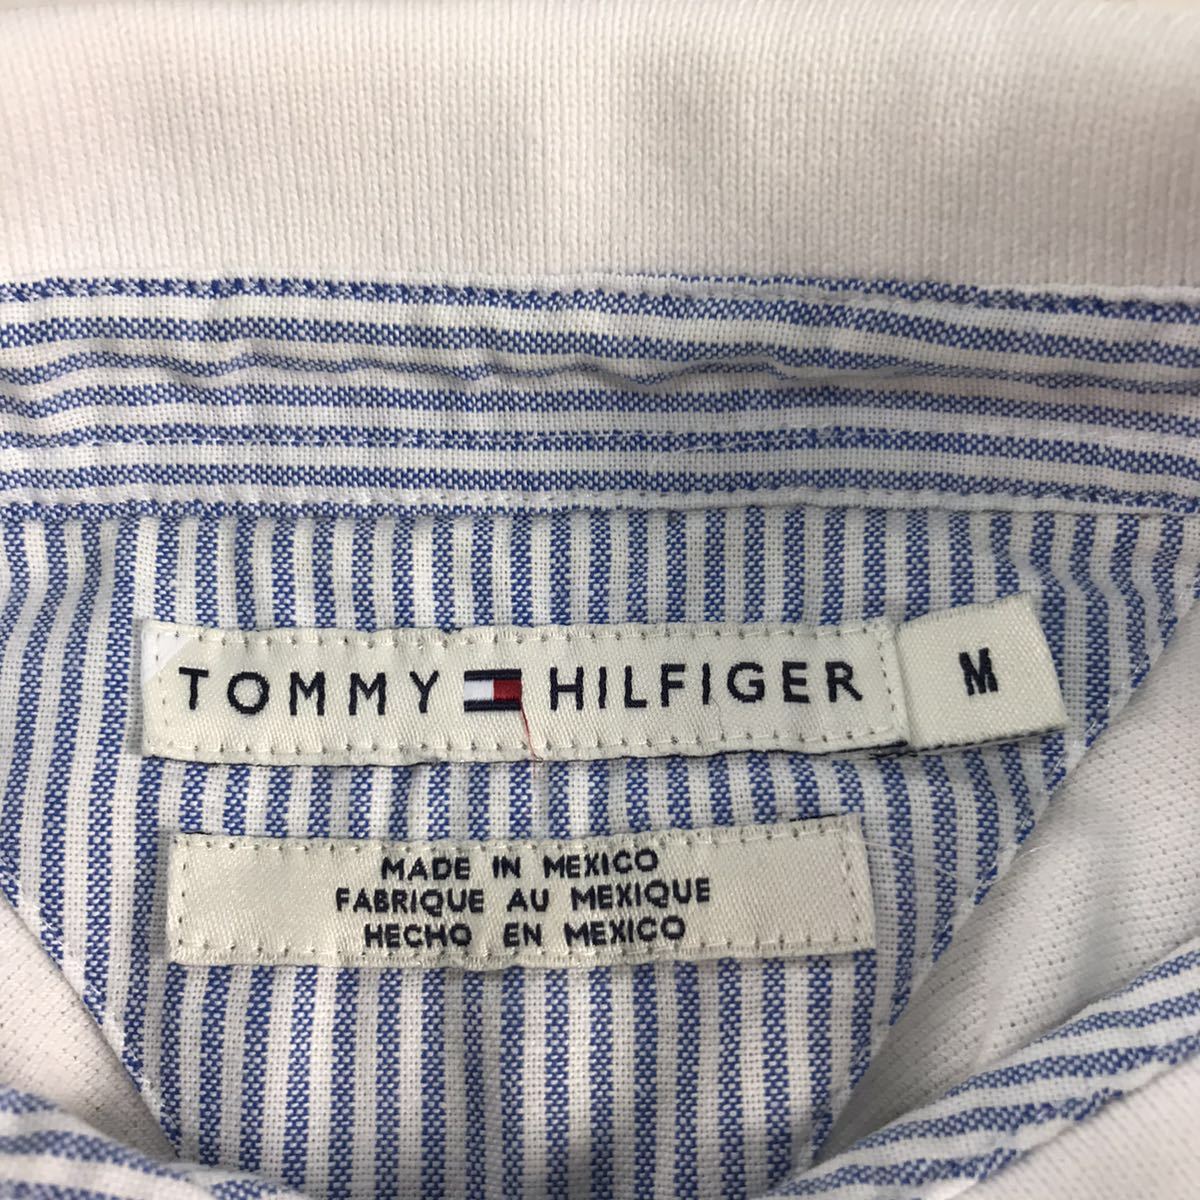 TOMMY HILFIGER
M
MADE IN MEXICO
FABRIQUE AU MEXIQUE
HECHO EN MEXICO